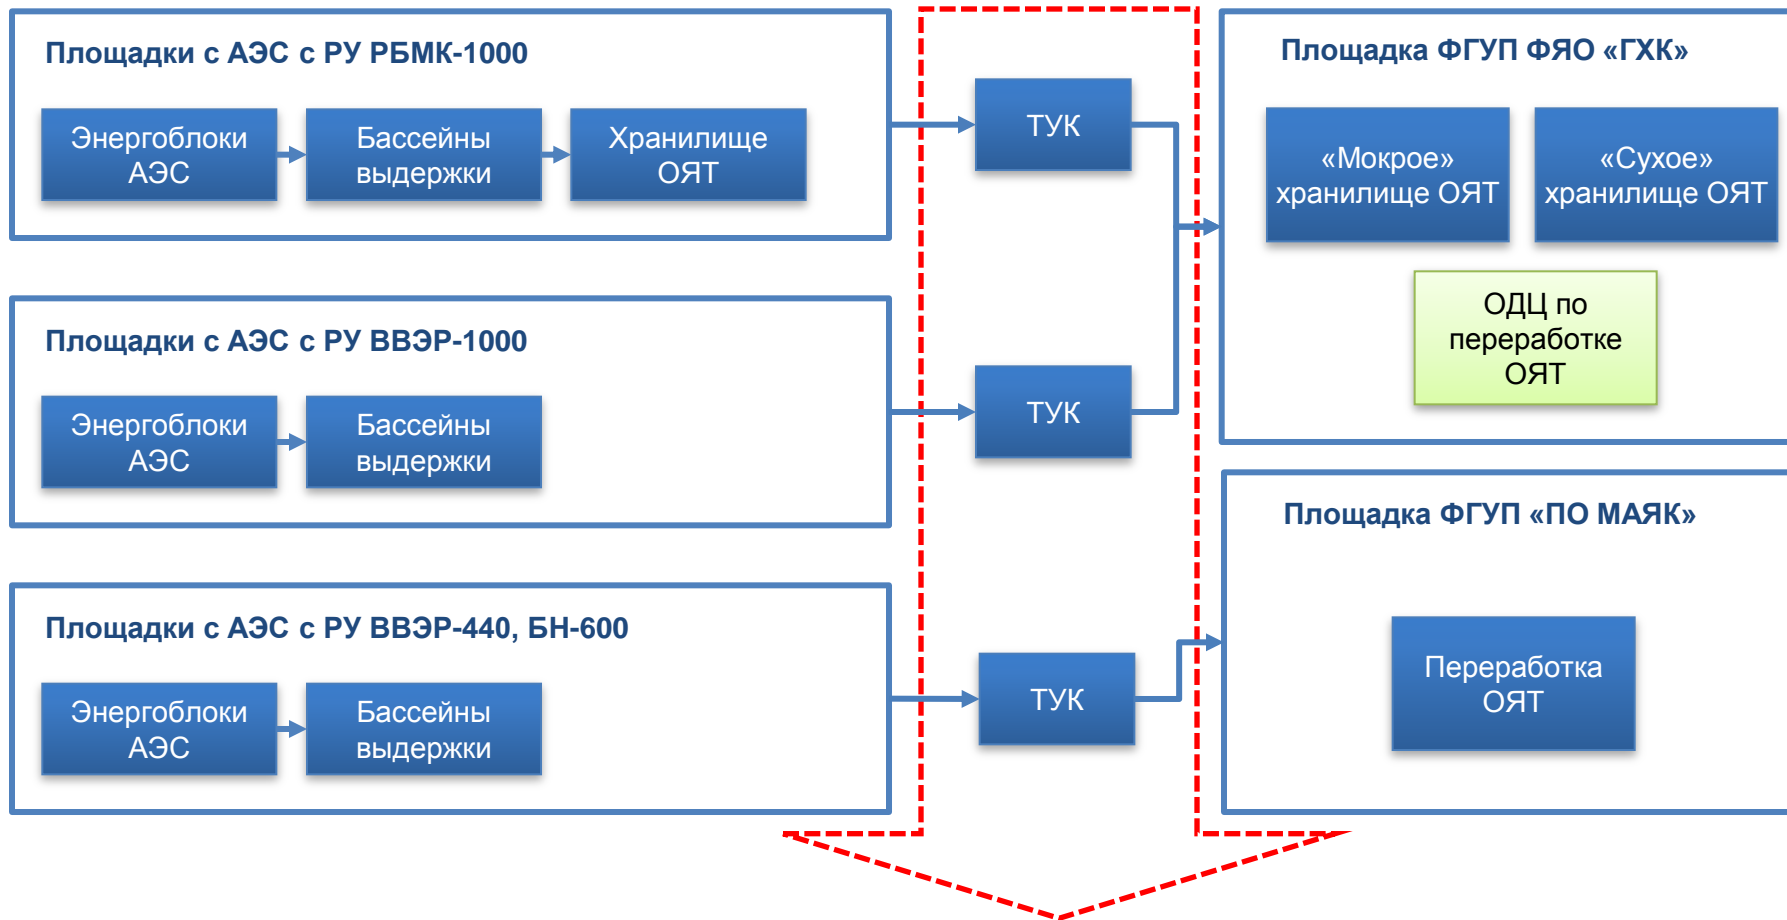 Площадки с АЭС с РУ РБМК-1000
Энергоблоки
АЭС
Бассейны
выдержки
Хранилище
ОЯТ
ТУК
Площадка ФГУП ФЯО «ГХК»
«Мокрое»
хранилище ОЯТ
«Сухое»
хранилище ОЯТ
ОДЦ по
переработке
ОЯТ
Площадки с АЭС с РУ ВВЭР-1000
Энергоблоки
АЭС
Бассейны
выдержки
ТУК
Площадка ФГУП «ПО МАЯК»
Переработка
ОЯТ
Площадки с АЭС с РУ ВВЭР-440, БН-600
Энергоблоки
АЭС
Бассейны
выдержки
ТУК